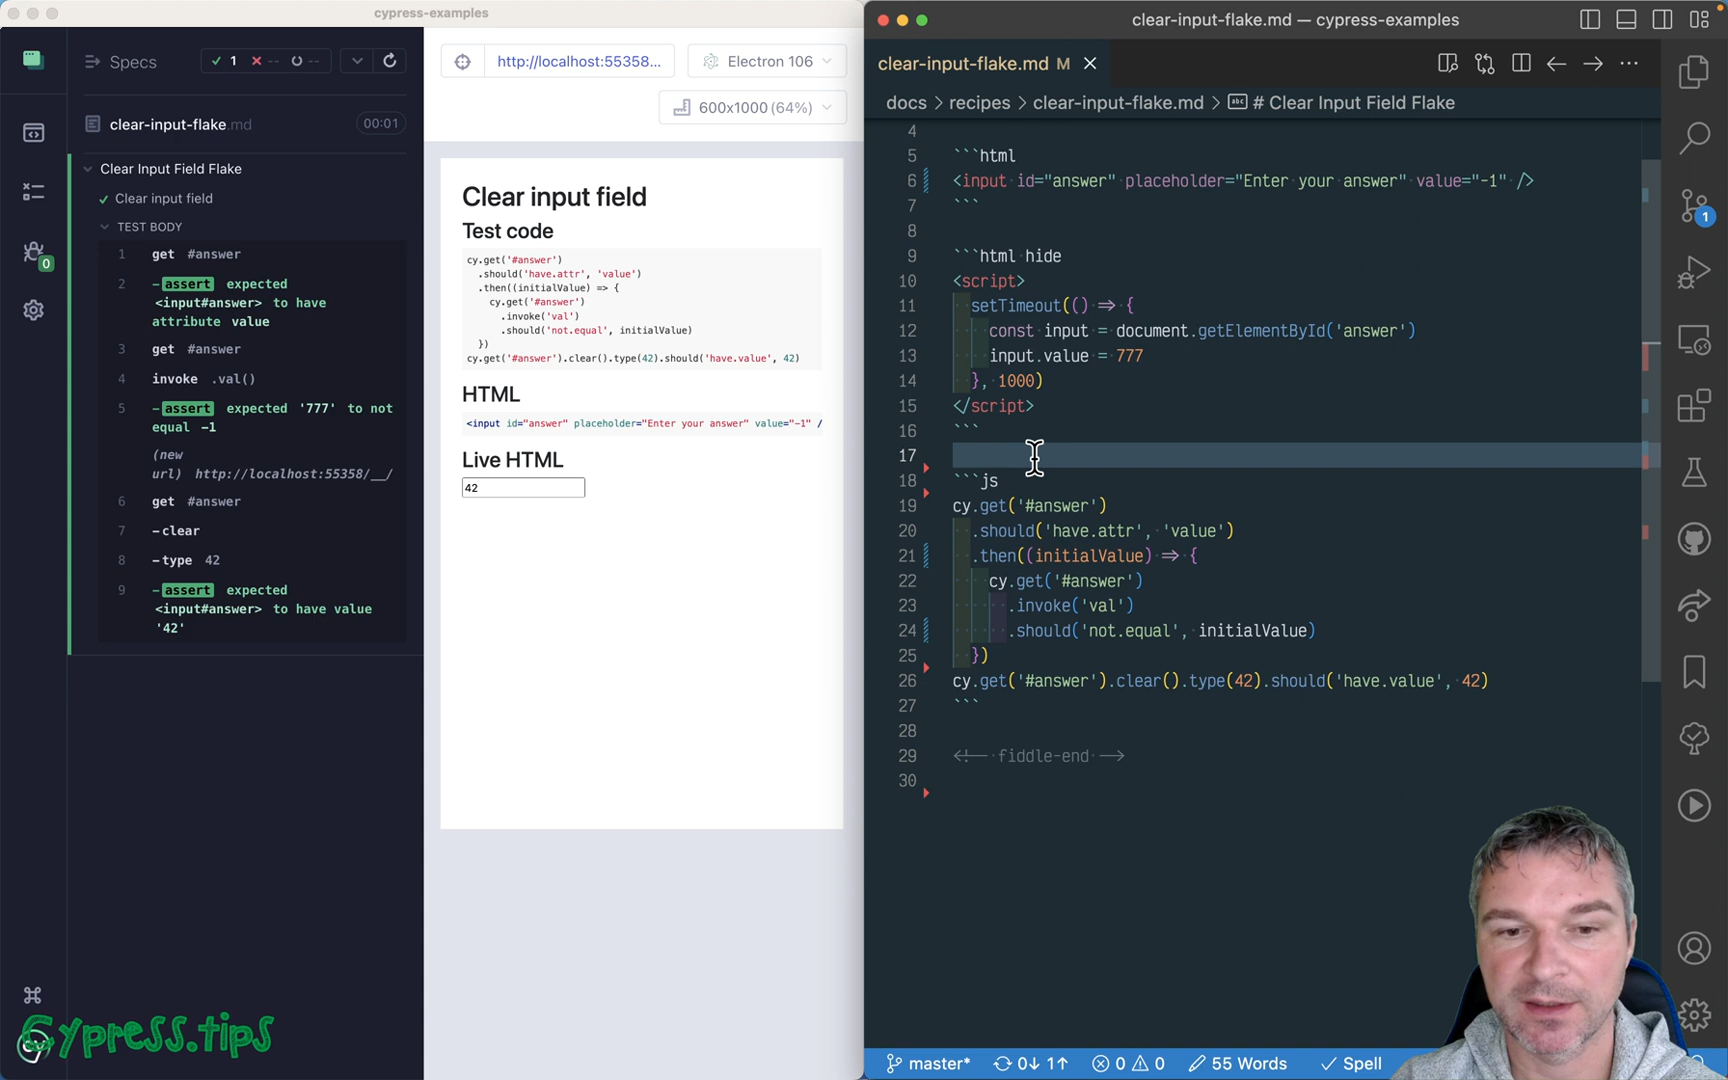 cypress-examples
Specs
1
--
--
clear-input-flake.md
00:01
Clear Input Field Flake
Clear input field
TEST BODY
1 get #answer
2 -assert expected
<input#answer> to have
attribute value
3 get #answer
4 invoke .val()
5 -assert expected '777' to not
equal -1
(new
url) http://localhost:55358/__/
6 get #answer
7 -clear
8 -type 42
9 -assert expected
<input#answer> to have value
'42'
0
Cypress.tips
cy
http://localhost:55358...
Electron 106
600x1000 (64%)
Clear input field
Test code
cy.get('#answer')
.should('have.attr', 'value')
.then((initialValue) => {
cy.get('#answer')
.invoke('val')
.should('not.equal', initialValue)
})
cy.get('#answer').clear().type(42).should('have.value', 42)
HTML
<input id="answer" placeholder="Enter your answer" value="-1" /
Live HTML
42
clear-input-flake.md — cypress-examples
clear-input-flake.md M
docs > recipes > clear-input-flake.md > abc # Clear Input Field Flake
4
5 ```html
6 <input id="answer" placeholder="Enter your answer" value="-1" />
7 ```
8
9 ```html hide
10 <script>
11 setTimeout(() => {
12 const input = document.getElementById('answer')
13 input.value = 777
14 }, 1000)
15 </script>
16 ```
17
18 ```js
19 cy.get('#answer')
20 .should('have.attr', 'value')
21 .then((initialValue) => {
22 cy.get('#answer')
23 .invoke('val')
24 .should('not.equal', initialValue)
25 })
26 cy.get('#answer').clear().type(42).should('have.value', 42)
27 ```
28
29 <!-- fiddle-end -->
30
1
master* 0↓ 1↑ 0 0 55 Words Spell